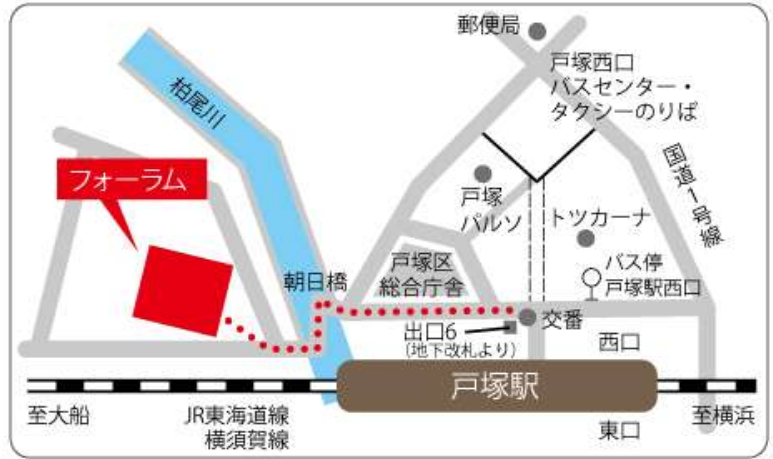 郵便局
戸塚西口
バスセンター・
タクシーのりば
柏尾川
国道1号線
フォーラム
戸塚
パルソ
トツカーナ
戸塚区
総合庁舎
バス停
戸塚駅西口
朝日橋
交番
出口6
(地下改札より)
西口
戸塚駅
至大船
JR東海道線
横須賀線
至横浜
東口